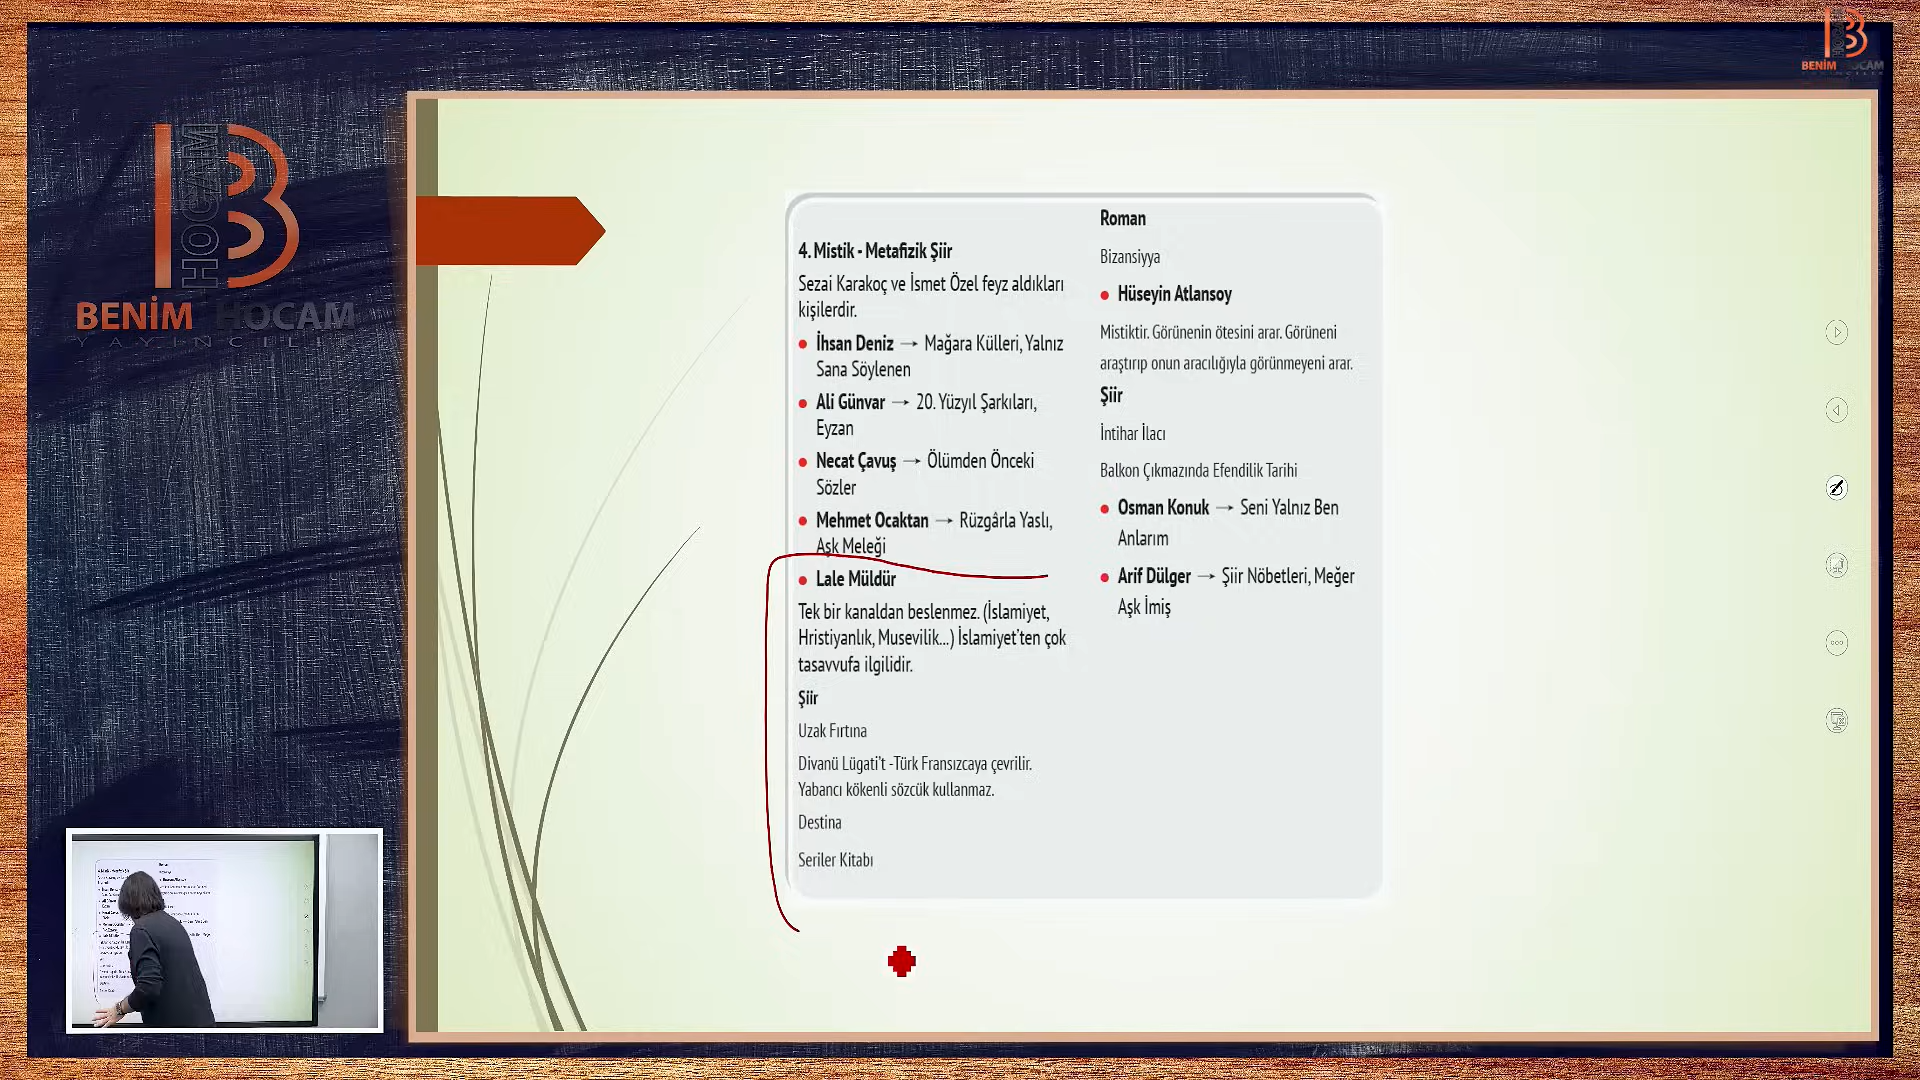 BENİM HOCAM
YAYINCILIK
HOCAM
BENİM HOCAM
YAYINCILIK
4. Mistik - Metafizik Şiir
Sezai Karakoç ve İsmet Özel feyz aldıkları
kişilerdir.
• İhsan Deniz → Mağara Külleri, Yalnız
Sana Söylenen
• Ali Günvar → 20. Yüzyıl Şarkıları,
Eyzan
• Necat Çavuş → Ölümden Önceki
Sözler
• Mehmet Ocaktan → Rüzgârla Yaslı,
Aşk Meleği
• Lale Müldür
Tek bir kanaldan beslenmez. (İslamiyet,
Hristiyanlık, Musevilik...) İslamiyet'ten çok
tasavvufa ilgilidir.
Şiir
Uzak Fırtına
Divanü Lügati't -Türk Fransızcaya çevrilir.
Yabancı kökenli sözcük kullanmaz.
Destina
Seriler Kitabı
Roman
Bizansiyya
• Hüseyin Atlansoy
Mistiktir. Görünenin ötesini arar. Görüneni
araştırıp onun aracılığıyla görünmeyeni arar.
Şiir
İntihar İlacı
Balkon Çıkmazında Efendilik Tarihi
• Osman Konuk → Seni Yalnız Ben
Anlarım
• Arif Dülger → Şiir Nöbetleri, Meğer
Aşk İmiş